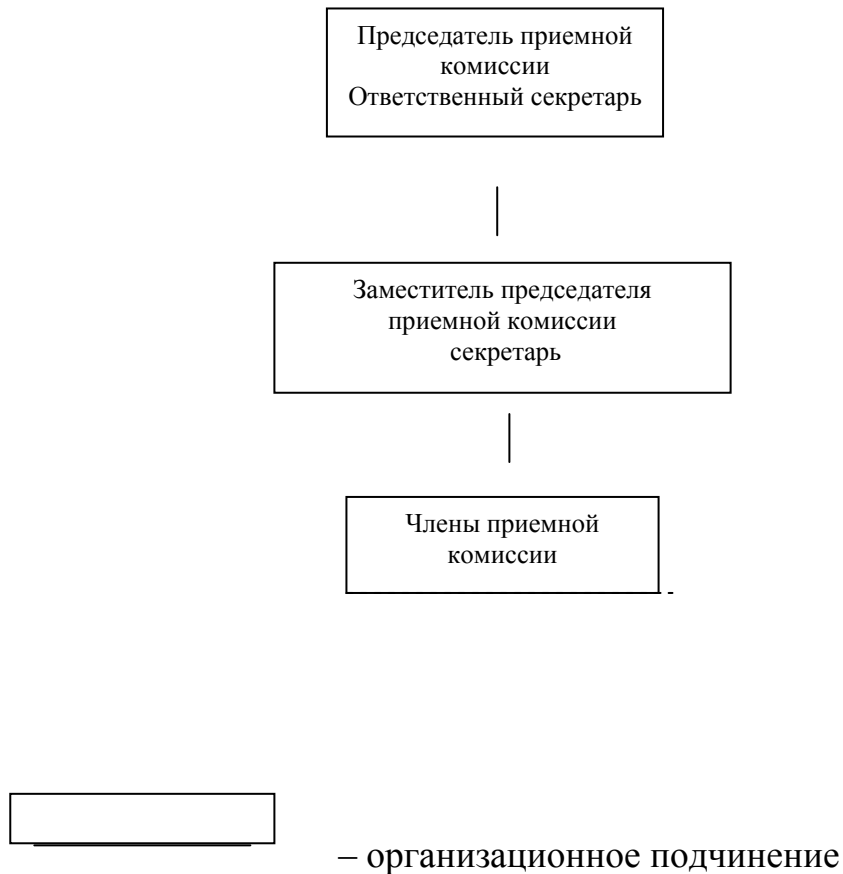 Председатель приемной
комиссии
Ответственный секретарь
Заместитель председателя
приемной комиссии
секретарь
Члены приемной
комиссии
– организационное подчинение